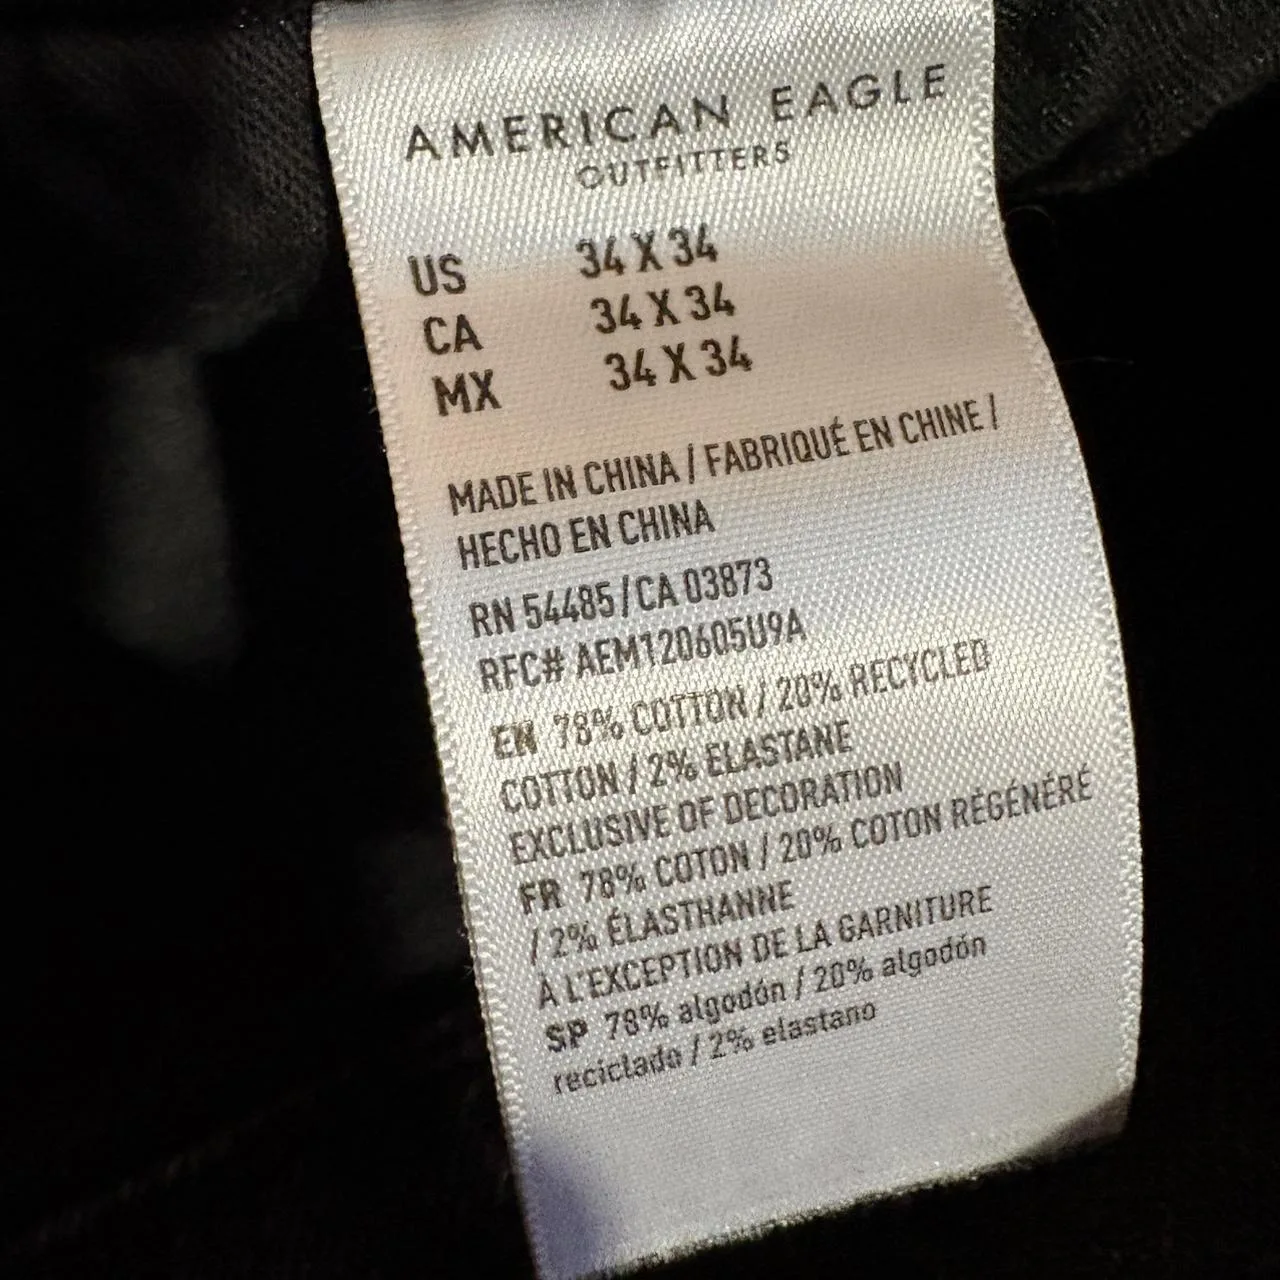 AMERICAN EAGLE
OUTFITTERS
US 34 X 34
CA 34 X 34
MX 34 X 34
MADE IN CHINA / FABRIQUÉ EN CHINE /
HECHO EN CHINA
RN 54485 / CA 03873
RFC# AEM120605U9A
EN 78% COTTON / 20% RECYCLED
COTTON / 2% ELASTANE
EXCLUSIVE OF DECORATION
FR 78% COTON / 20% COTON RÉGÉNÉRÉ
/ 2% ÉLASTHANNE
À L'EXCEPTION DE LA GARNITURE
SP 78% algodón / 20% algodón
reciclado / 2% elastano